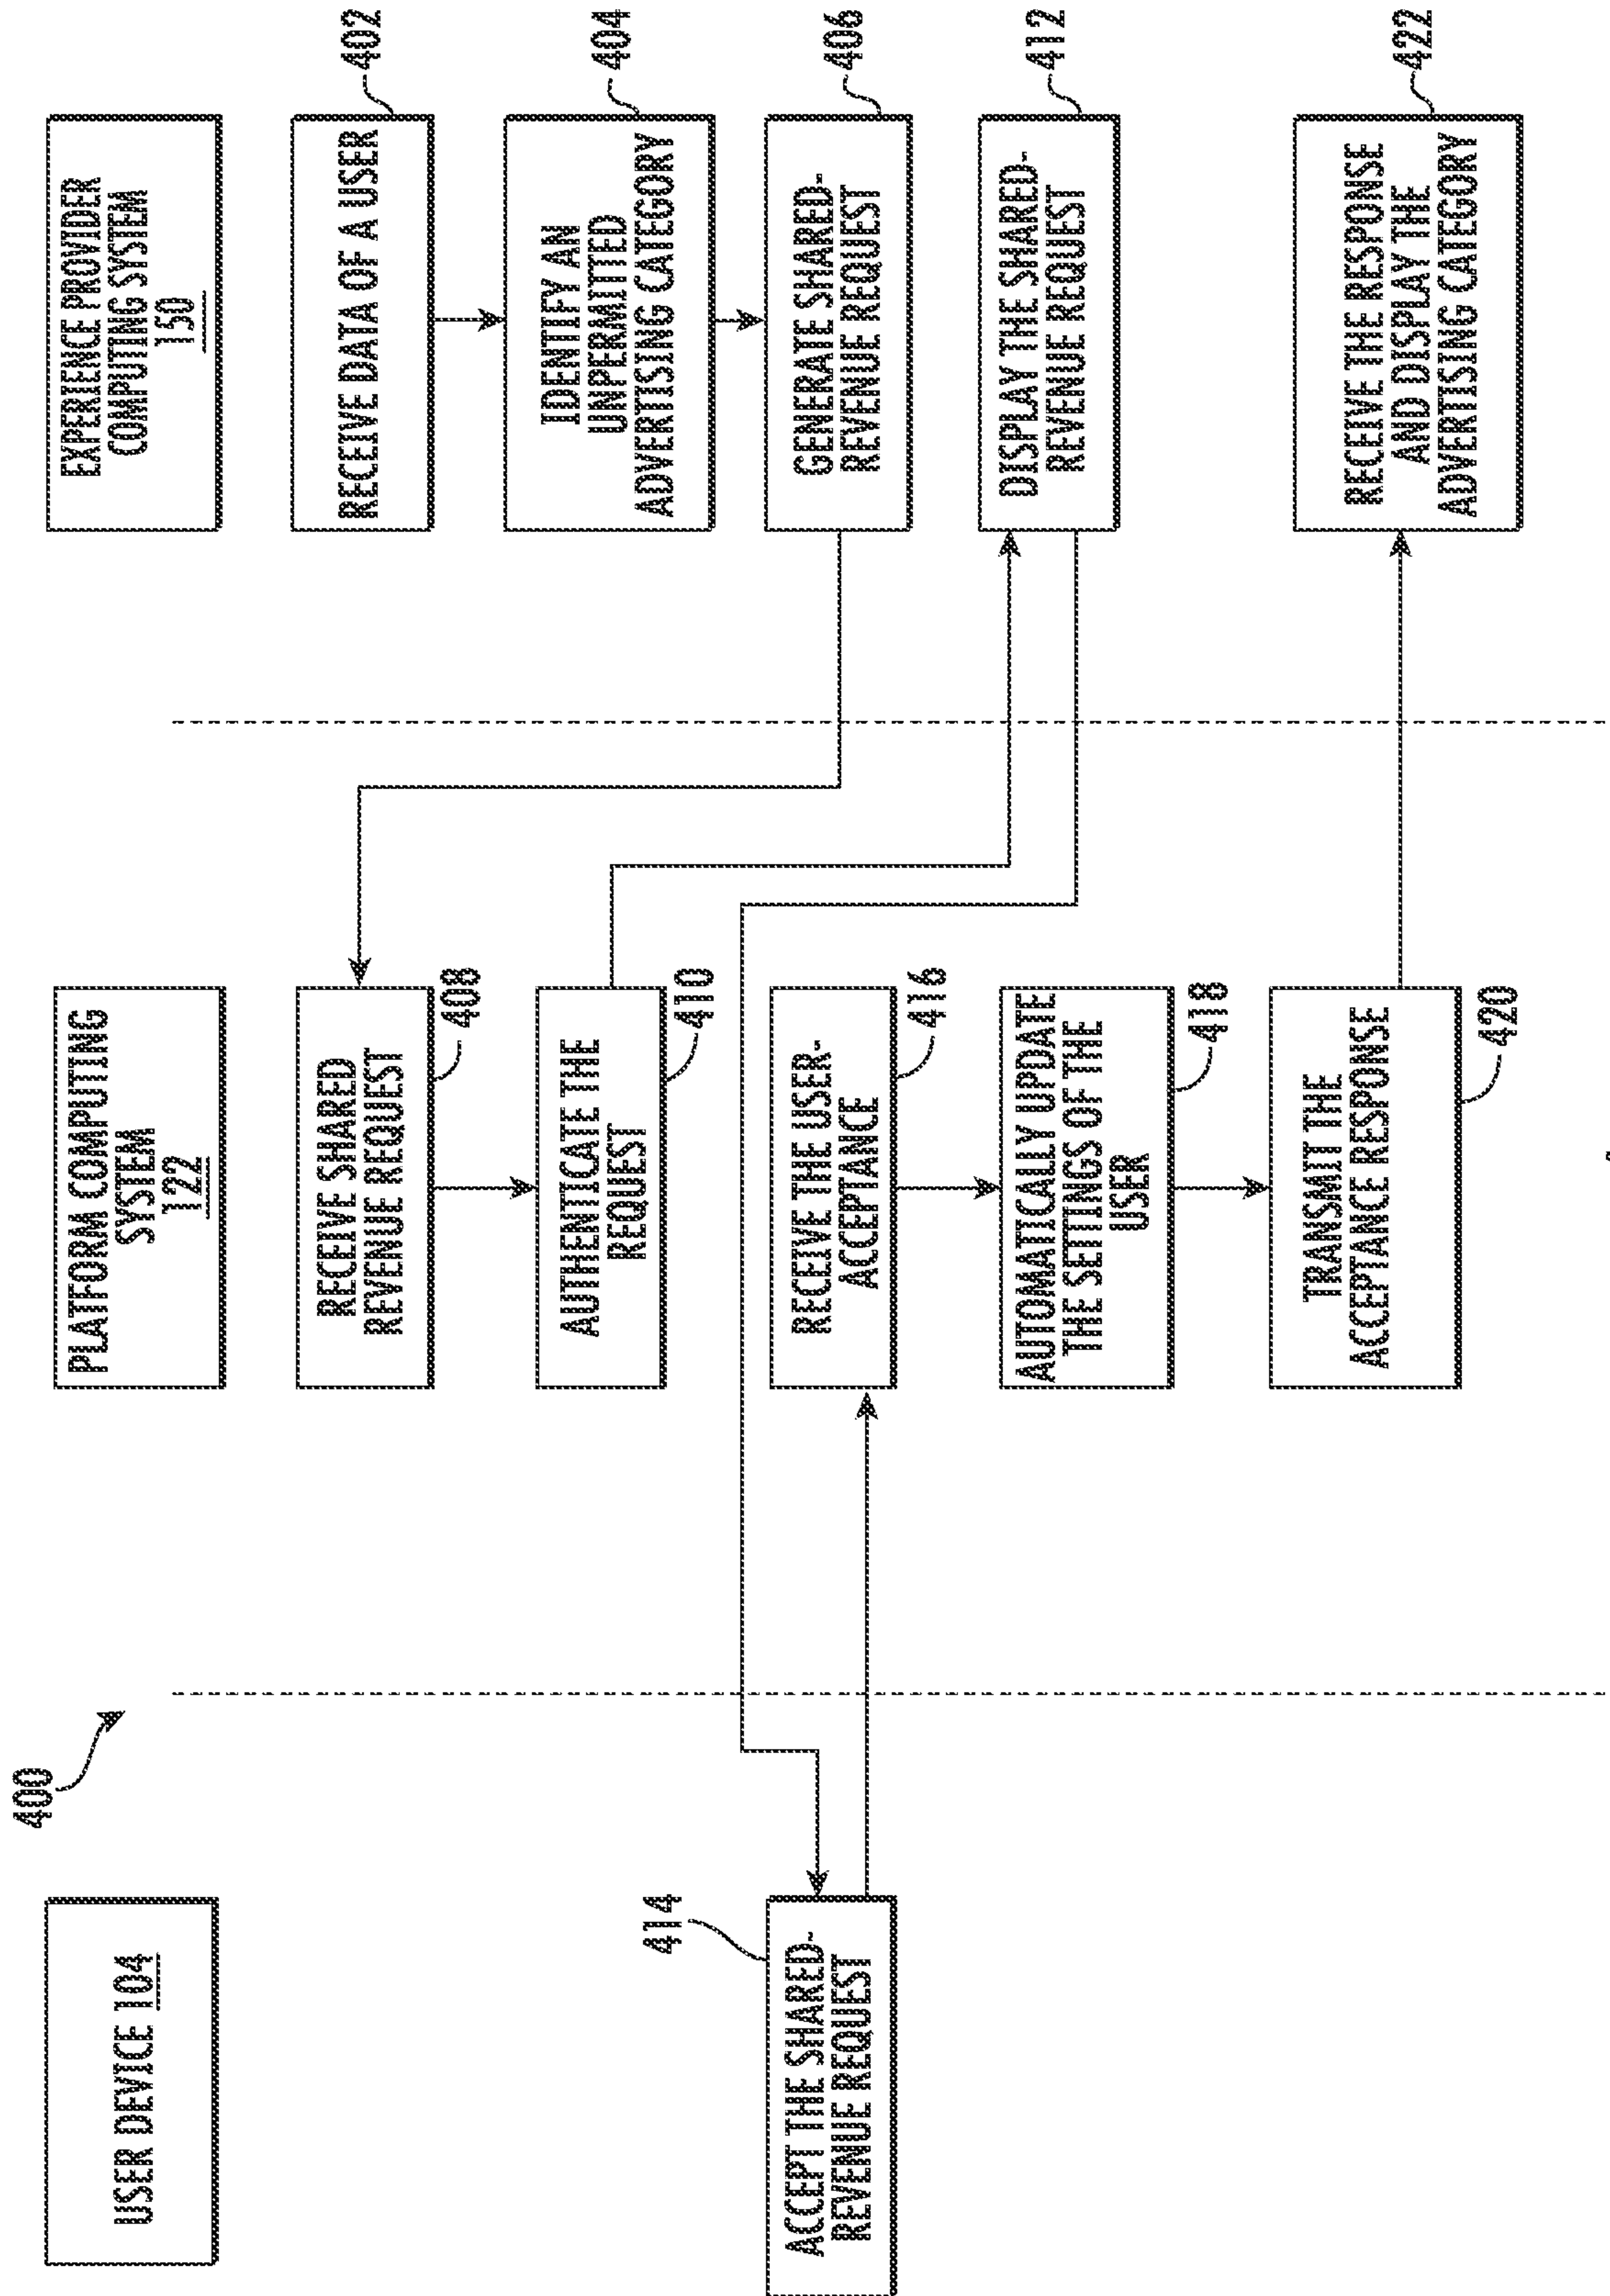 400
USER DEVICE 104
PLATFORM COMPUTING
SYSTEM
122
EXPERIENCE PROVIDER
COMPUTING SYSTEM
150
RECEIVE DATA OF A USER
402
IDENTIFY AN
UNPERMITTED
ADVERTISING CATEGORY
404
GENERATE SHARED-
REVENUE REQUEST
406
RECEIVE SHARED
REVENUE REQUEST
408
AUTHENTICATE THE
REQUEST
410
DISPLAY THE SHARED-
REVENUE REQUEST
412
ACCEPT THE SHARED-
REVENUE REQUEST
414
RECEIVE THE USER-
ACCEPTANCE
416
AUTOMATICALLY UPDATE
THE SETTINGS OF THE
USER
418
TRANSMIT THE
ACCEPTANCE RESPONSE
420
RECEIVE THE RESPONSE
AND DISPLAY THE
ADVERTISING CATEGORY
422